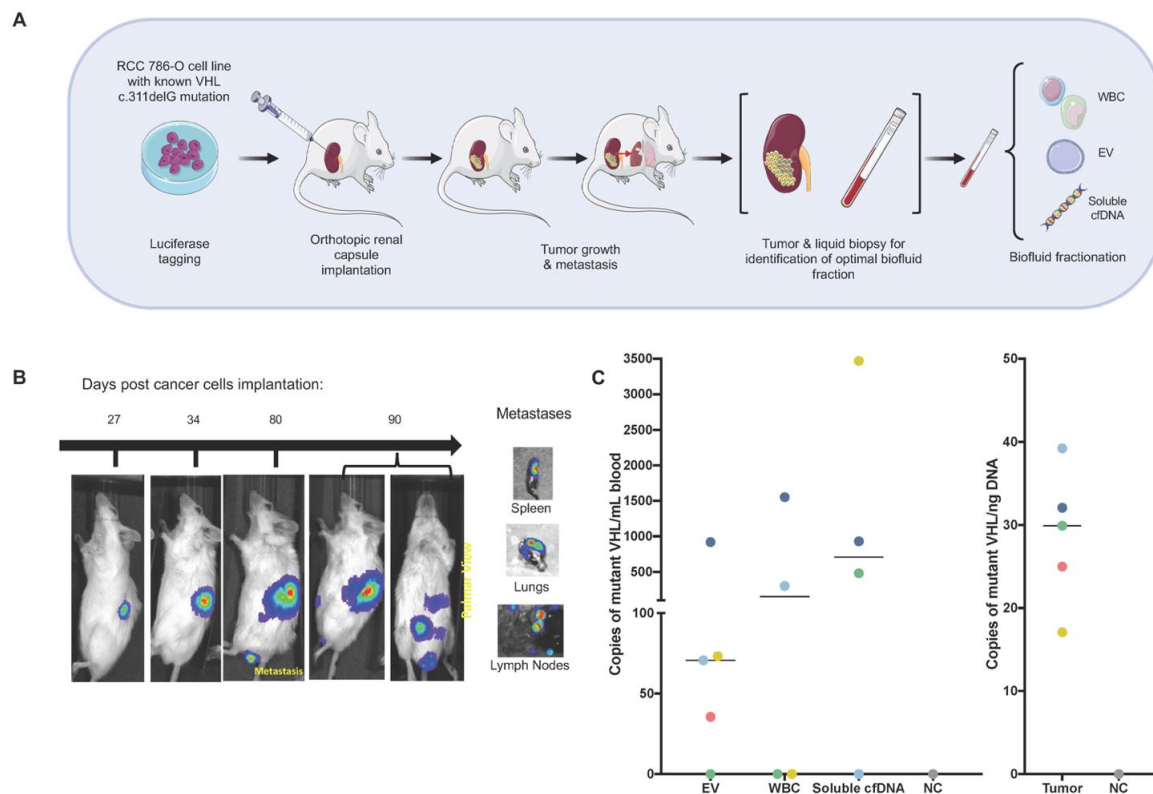 A
RCC 786-O cell line
with known VHL
c.311delG mutation
Luciferase
tagging
Orthotopic renal
capsule
implantation
Tumor growth
& metastasis
Tumor & liquid biopsy for
identification of optimal biofluid
fraction
WBC
EV
Soluble
cfDNA
Biofluid fractionation
B
Days post cancer cells implantation:
27
34
80
90
Metastasis
Palmar View
Metastases
Spleen
Lungs
Lymph Nodes
C
Copies of mutant VHL/mL blood
3500
3000
2500
2000
1500
1000
500
100
50
0
EV
WBC
Soluble cfDNA
NC
Copies of mutant VHL/ng DNA
50
40
30
20
10
0
Tumor
NC